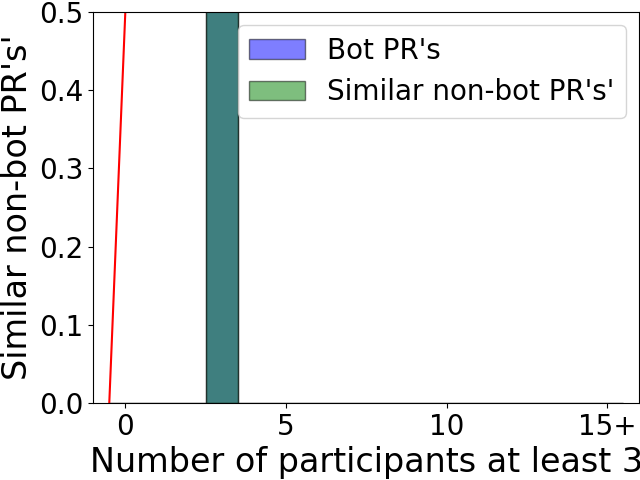 0.5
0.4
0.3
0.2
0.1
0.0
Similar non-bot PR's'
Bot PR's
Similar non-bot PR's'
0 5 10 15+
Number of participants at least 3